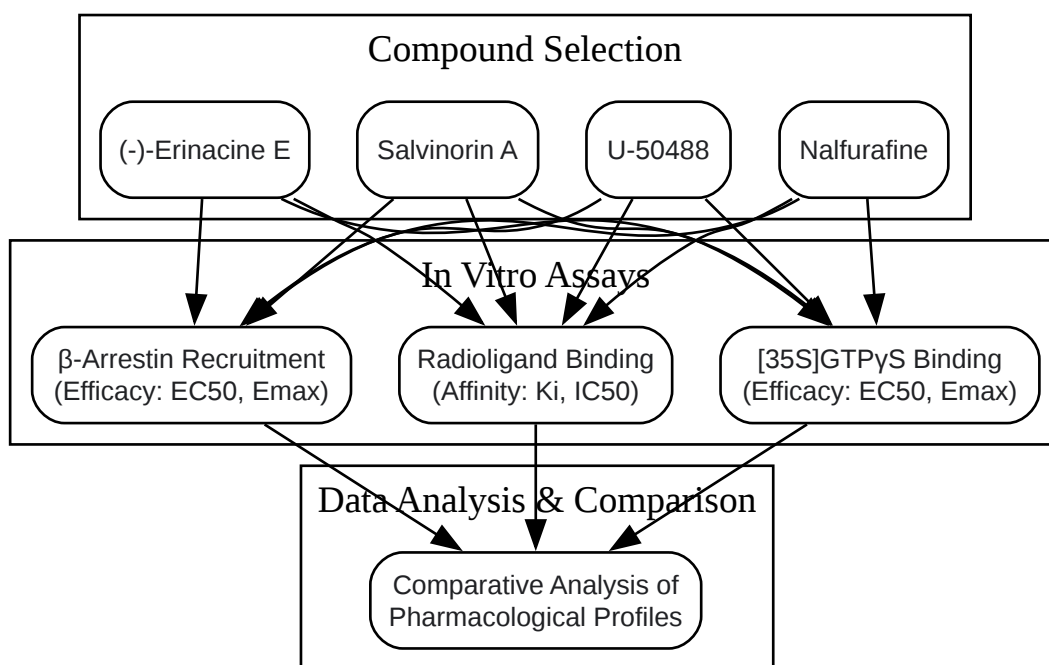 Compound Selection
(-)-Erinacine E
Salvinorin A
U-50488
Nalfurafine
In Vitro Assays
β-Arrestin Recruitment
(Efficacy: EC50, Emax)
Radioligand Binding
(Affinity: Ki, IC50)
[35S]GTPγS Binding
(Efficacy: EC50, Emax)
Data Analysis & Comparison
Comparative Analysis of
Pharmacological Profiles